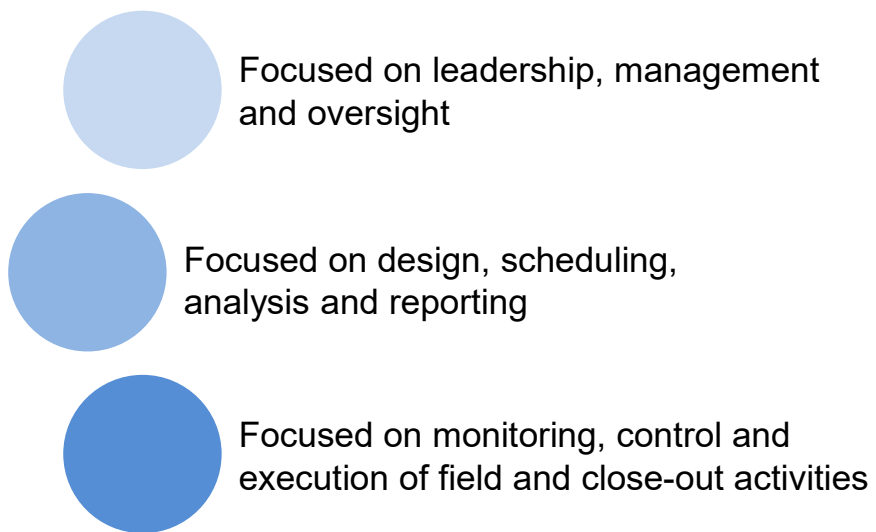 Focused on leadership, management
and oversight
Focused on design, scheduling,
analysis and reporting
Focused on monitoring, control and
execution of field and close-out activities